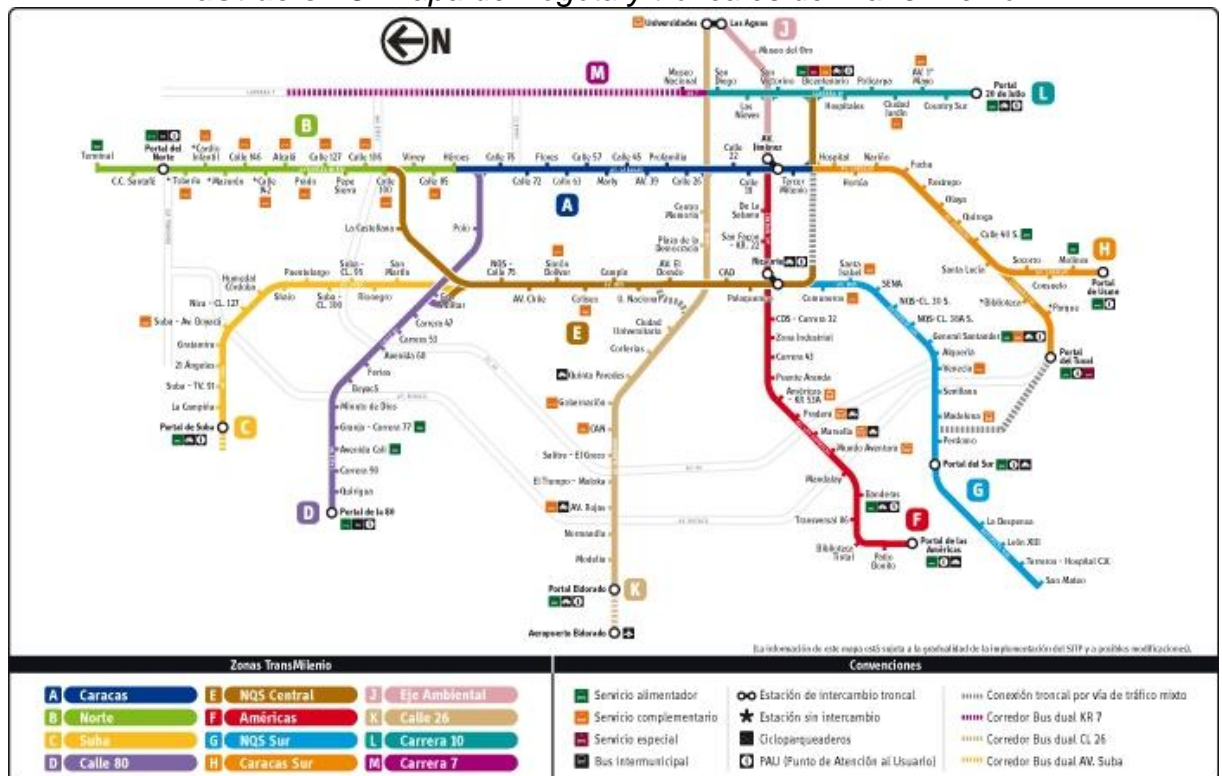 N
Universidades
Las Aguas
J
Museo del Oro
M
Museo Nacional
San Diego
San Victorino
Bicentenario
Policarpa
AV. 1° Mayo
Portal 20 de Julio
L
Las Nieves
Hospitales
Ciudad Jardín
Country Sur
B
Terminal
Portal del Norte
*Cardio Infantil
Calle 146
Alcalá
Calle 127
Calle 106
Virrey
Héroes
Calle 76
Flores
Calle 57
Calle 45
Profamilia
Calle 22
AV. Jiménez
Hospital
Nariño
Fucha
Restrepo
Olaya
Quiroga
Calle 40 S.
C.C. Santafé
*Toberín
*Mazurén
*Calle 142
Prado
Pepe Sierra
Calle 100
Calle 85
Calle 72
Calle 63
Marly
AV. 39
Calle 26
Calle 19
Tercer Milenio
Hortúa
A
La Castellana
Polo
Centro Memoria
De La Sabana
Plaza de la Democracia
San Façon - KR. 22
Ricaurte
Santa Lucía
Socorro
Molinos
H
Consuelo
Portal de Usme
*Biblioteca
*Parque
Portal del Tunal
Humedal Córdoba
Puentelargo
Suba - CL. 95
San Martín
NQS - Calle 75
Simón Bolívar
Campín
AV. El Dorado
CAD
Santa Isabel
SENA
Niza - CL. 127
Shaio
Suba - CL. 100
Rionegro
AV. Chile
Coliseo
U. Nacional
Paloquemao
Comuneros
NQS-CL. 30 S.
NQS-CL. 38A S.
General Santander
E
Suba - Av. Boyacá
Gratamira
21 Ángeles
Suba - TV. 91
La Campiña
Portal de Suba
C
Carrera 47
Carrera 53
Avenida 68
Ferias
Boyacá
Minuto de Dios
Granja - Carrera 77
Avenida Cali
Carrera 90
Quirigua
D
Portal de la 80
Ciudad Universitaria
Corferias
Quinta Paredes
Gobernación
CAN
Salitre - El Greco
El Tiempo - Maloka
AV. Rojas
Normandía
Modelia
Portal Eldorado
K
Aeropuerto Eldorado
CDS - Carrera 32
Zona Industrial
Carrera 43
Puente Aranda
Américas - KR 53A
Pradera
Marsella
Mundo Aventura
Mandalay
Banderas
Transversal 86
Biblioteca Tintal
Patio Bonito
F
Portal de las Américas
Alquería
Venecia
Sevillana
Madelena
Perdomo
Portal del Sur
G
La Despensa
León XIII
Terreros - Hospital C.V.
San Mateo
(La información de este mapa está sujeta a la gradualidad de la implementación del SITP y a posibles modificaciones).
Zonas TransMilenio
A Caracas
B Norte
C Suba
D Calle 80
E NQS Central
F Américas
G NQS Sur
H Caracas Sur
J Eje Ambiental
K Calle 26
L Carrera 10
M Carrera 7
Convenciones
Servicio alimentador
Servicio complementario
Servicio especial
Bus intermunicipal
Estación de intercambio troncal
Estación sin intercambio
Cicloparqueaderos
PAU (Punto de Atención al Usuario)
Conexión troncal por vía de tráfico mixto
Corredor Bus dual KR 7
Corredor Bus dual CL 26
Corredor Bus dual AV. Suba